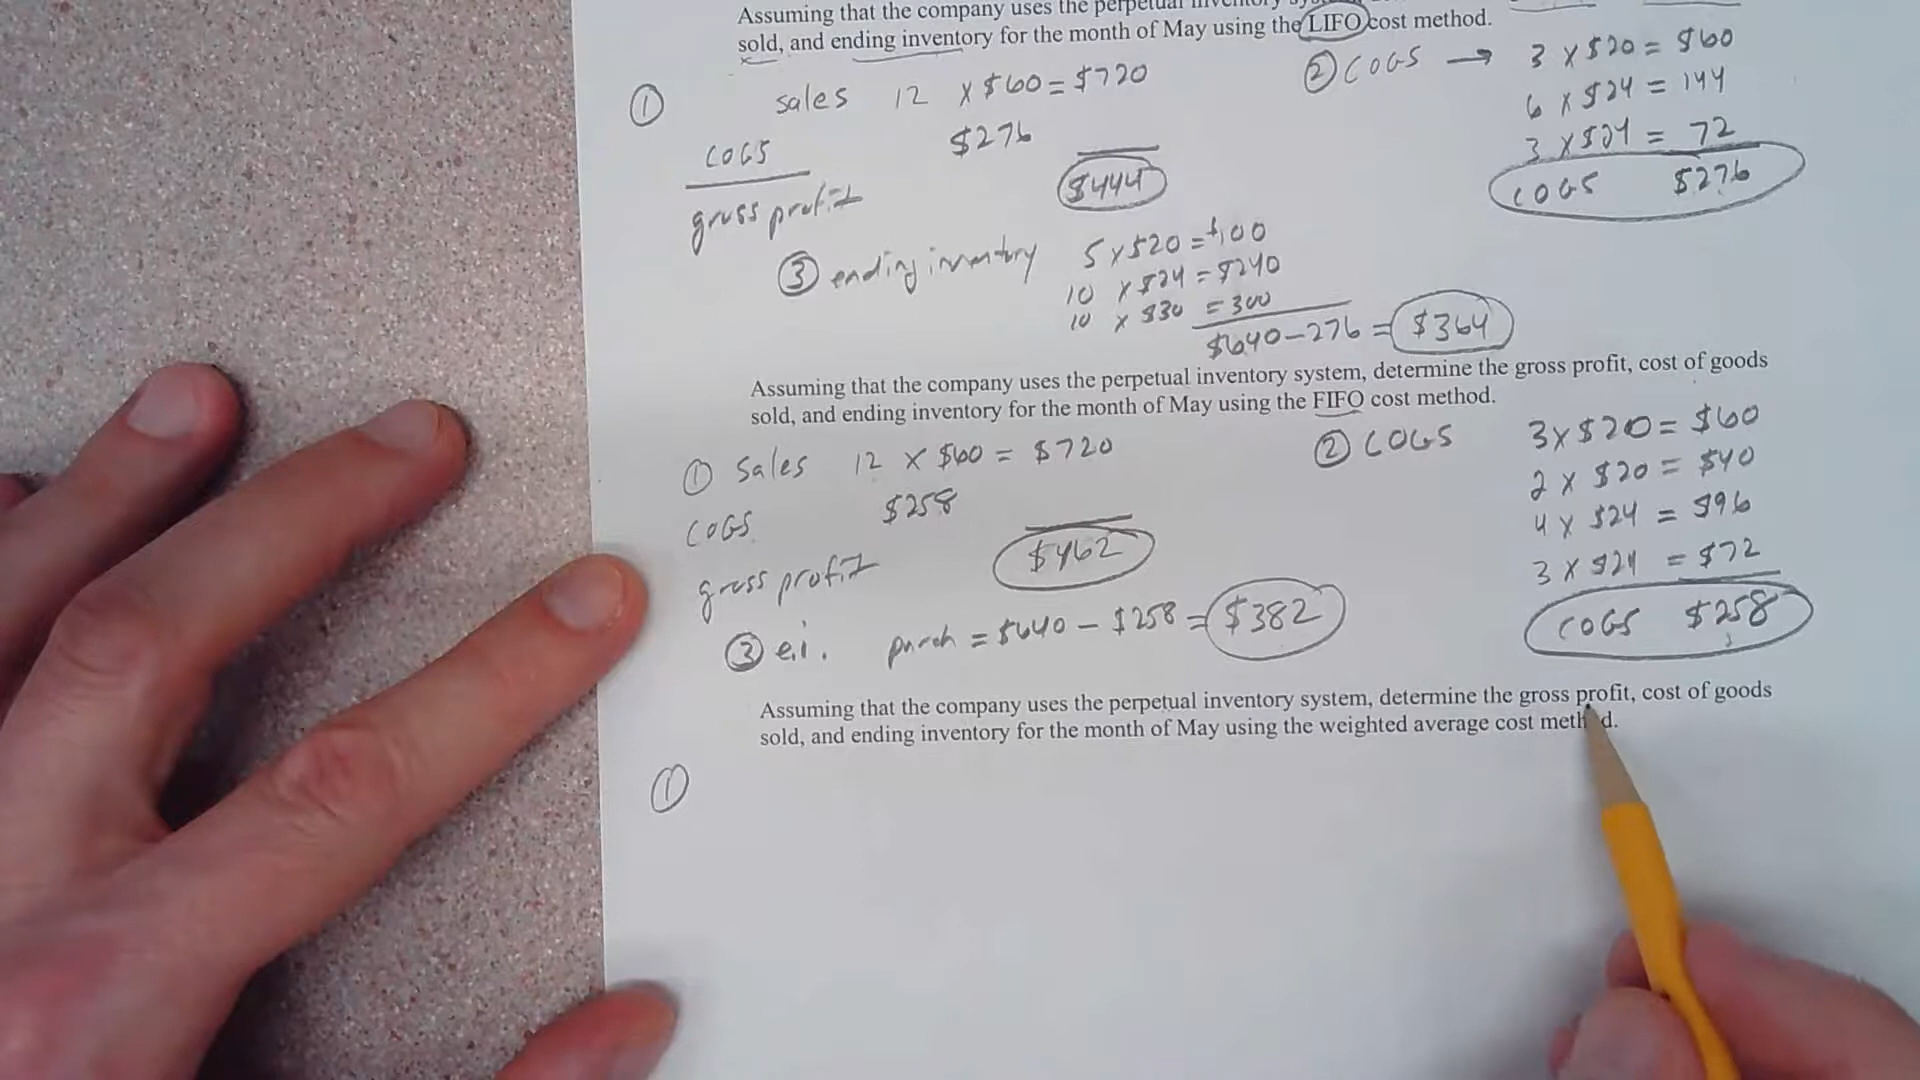 Assuming that the company uses the perpetual inventory
sold, and ending inventory for the month of May using the LIFO cost method.
① sales 12 x $60 = $720
COGS $276
gross profit $444
② COGS → 3 x $20 = $60
6 x $24 = 144
3 x $24 = 72
COGS $276
③ ending inventory 5 x $20 = $100
10 x $24 = $240
10 x $30 = 300
$640 - 276 = $364
Assuming that the company uses the perpetual inventory system, determine the gross profit, cost of goods
sold, and ending inventory for the month of May using the FIFO cost method.
① Sales 12 x $60 = $720
COGS $258
gross profit $462
② COGS 3 x $20 = $60
2 x $20 = $40
4 x $24 = $96
3 x $24 = $72
COGS $258
③ e.i. purch = $640 - $258 = $382
Assuming that the company uses the perpetual inventory system, determine the gross profit, cost of goods
sold, and ending inventory for the month of May using the weighted average cost method.
①